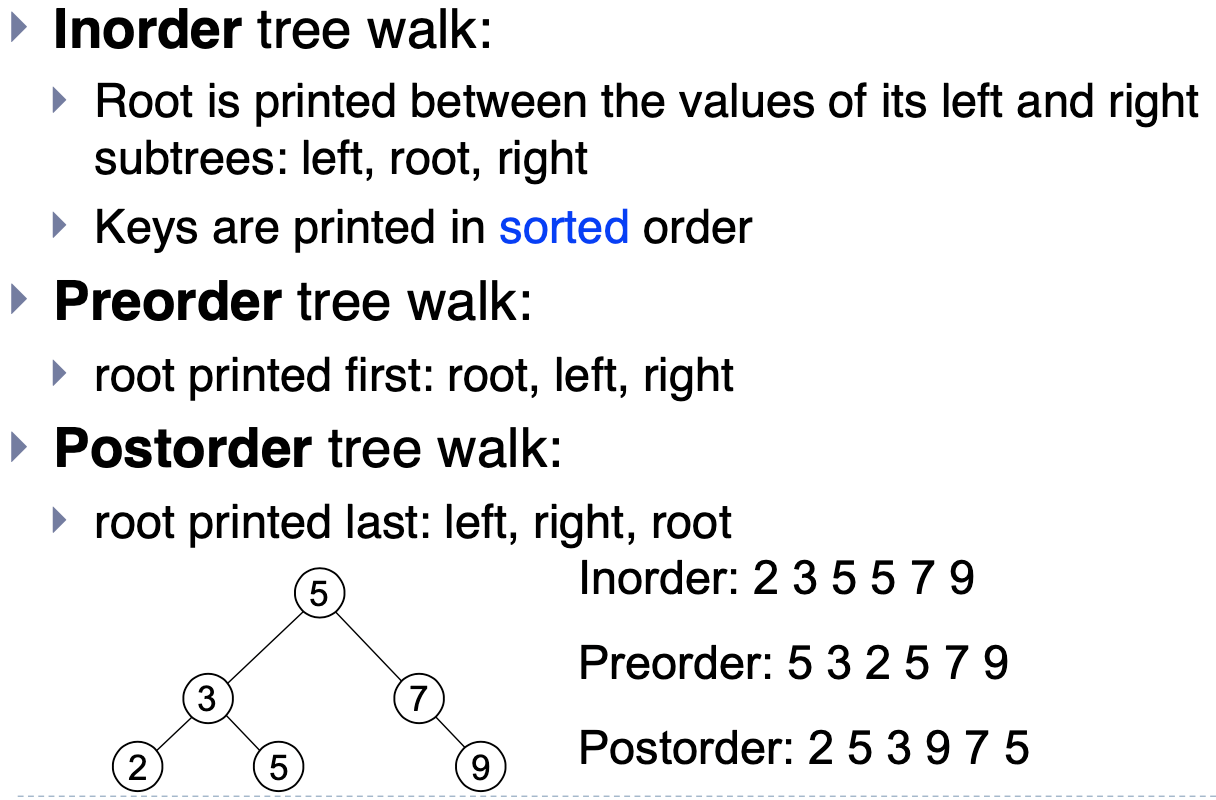 Inorder tree walk:
Root is printed between the values of its left and right
subtrees: left, root, right
Keys are printed in sorted order
Preorder tree walk:
root printed first: root, left, right
Postorder tree walk:
root printed last: left, right, root
Inorder: 2 3 5 5 7 9
Preorder: 5 3 2 5 7 9
Postorder: 2 5 3 9 7 5
5
3 7
2 5 9